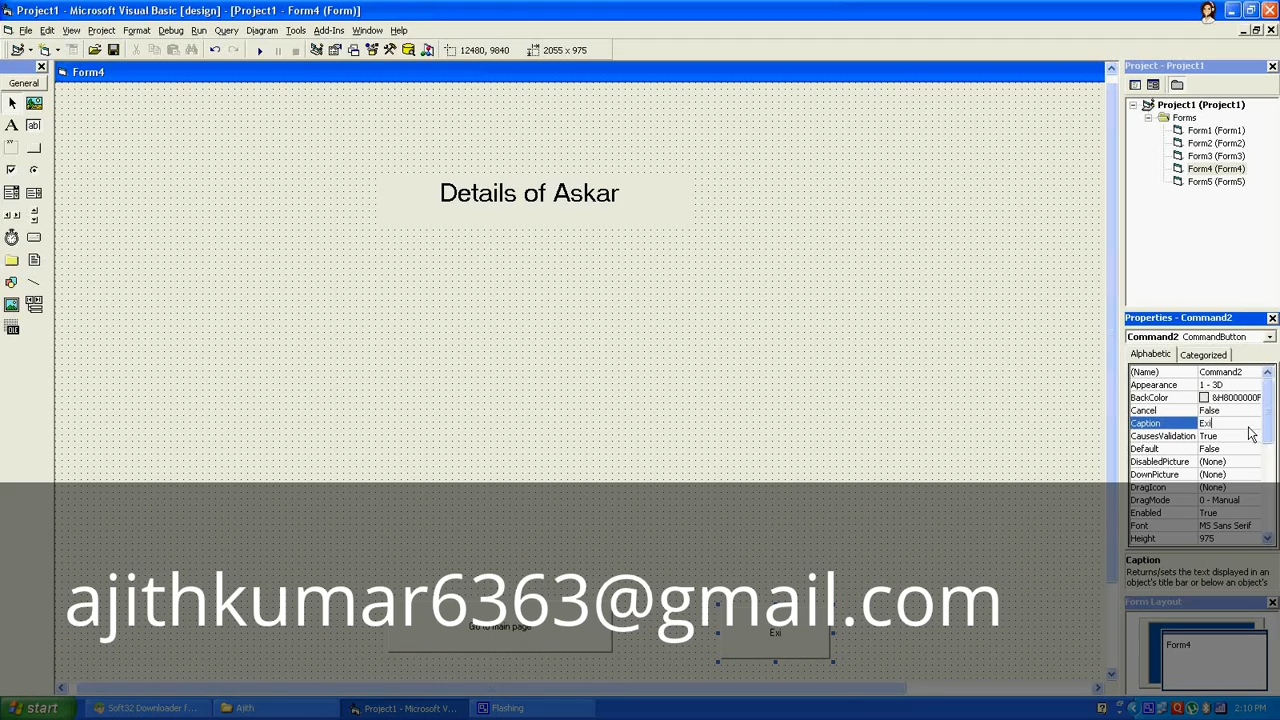 Project1 - Microsoft Visual Basic [design] - [Project1 - Form4 (Form)]
File Edit View Project Format Debug Run Query Diagram Tools Add-Ins Window Help
12480, 9840 2055 x 975
General
Form4
Details of Askar
Go to main page
Exi
ajithkumar6363@gmail.com
Project - Project1
Project1 (Project1)
Forms
Form1 (Form1)
Form2 (Form2)
Form3 (Form3)
Form4 (Form4)
Form5 (Form5)
Properties - Command2
Command2 CommandButton
Alphabetic Categorized
(Name) Command2
Appearance 1 - 3D
BackColor &H8000000F
Cancel False
Caption Exi
CausesValidation True
Default False
DisabledPicture (None)
DownPicture (None)
DragIcon (None)
DragMode 0 - Manual
Enabled True
Font MS Sans Serif
Height 975
Caption
Returns/sets the text displayed in an
object's title bar or below an object's
Form Layout
Form4
start Soft32 Downloader f... Ajith Project1 - Microsoft V... Flashing 2:10 PM